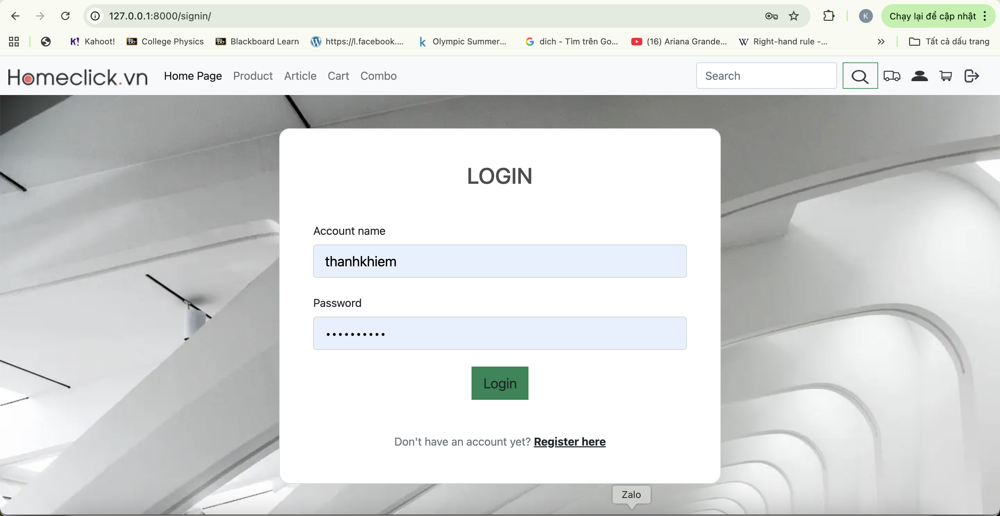 127.0.0.1:8000/signin/
Chạy lại để cập nhật
K
K! Kahoot!
Bb College Physics
Bb Blackboard Learn
https://l.facebook....
k Olympic Summer...
G dich - Tìm trên Go...
(16) Ariana Grande...
W Right-hand rule -...
Tất cả dấu trang
Homeclick.vn
Home Page
Product
Article
Cart
Combo
Search
LOGIN
Account name
thanhkhiem
Password
Login
Don't have an account yet? Register here
Zalo